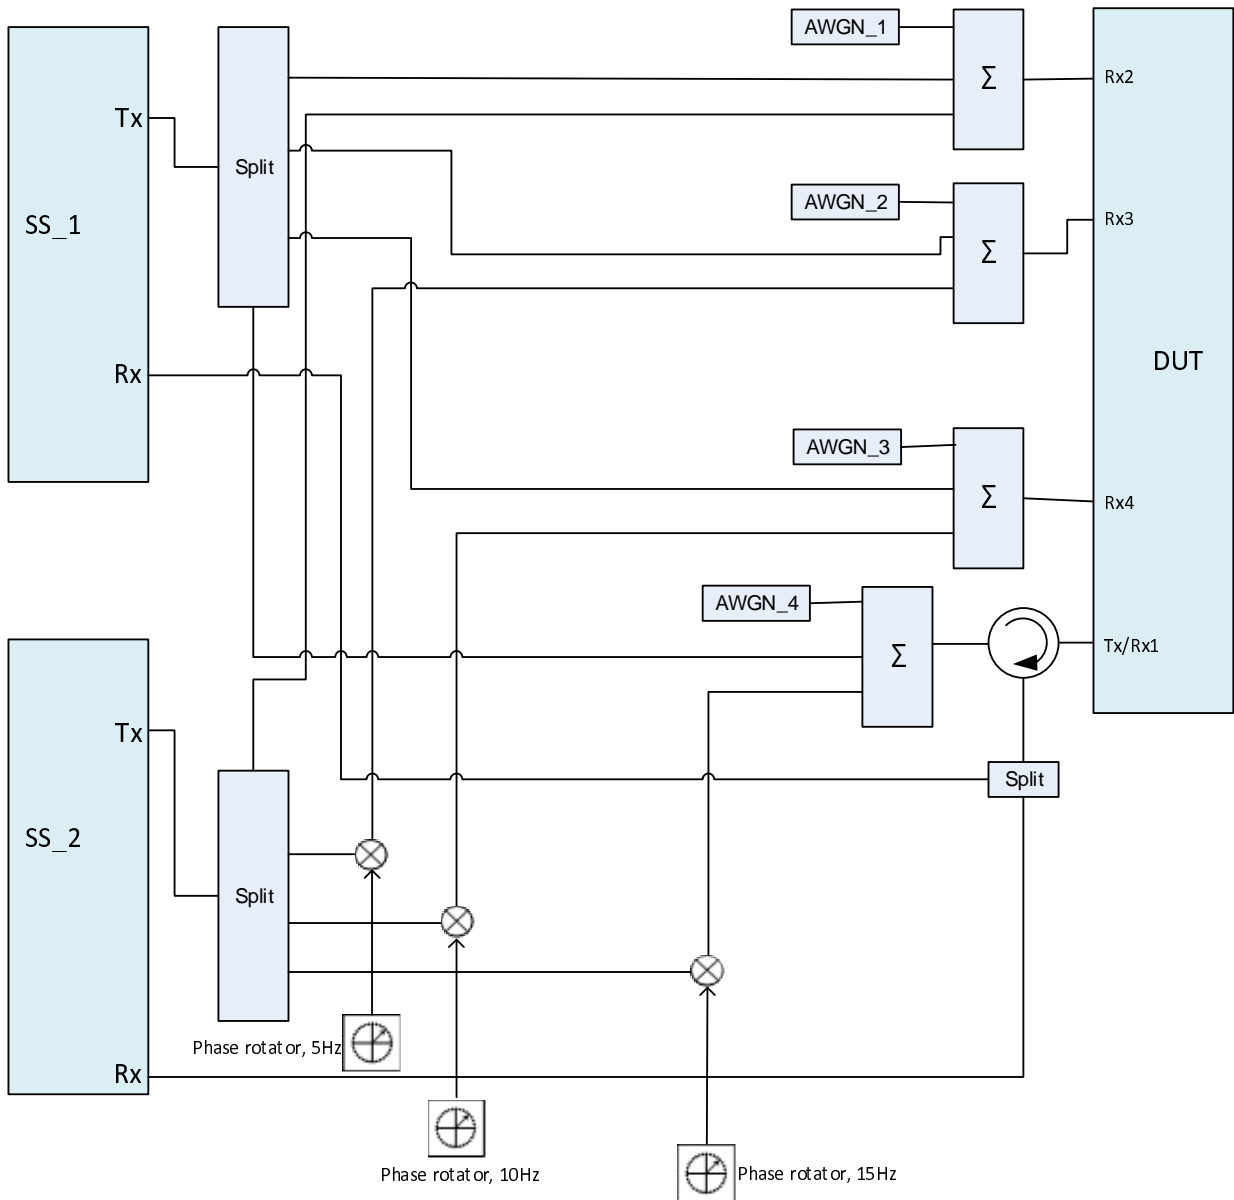 AWGN_1
Σ
Rx2
Tx
Split
SS_1
AWGN_2
Σ
Rx3
DUT
Rx
AWGN_3
Σ
Rx4
AWGN_4
Σ
Tx/Rx1
Tx
Split
SS_2
Split
Phase rotator, 5Hz
Rx
Phase rotator, 10Hz
Phase rotator, 15Hz